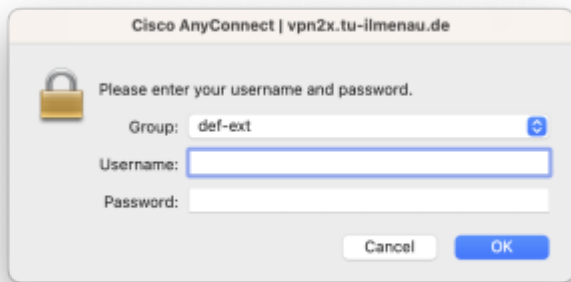 Cisco AnyConnect | vpn2x.tu-ilmenau.de
Please enter your username and password.
Group: def-ext
Username:
Password:
Cancel OK